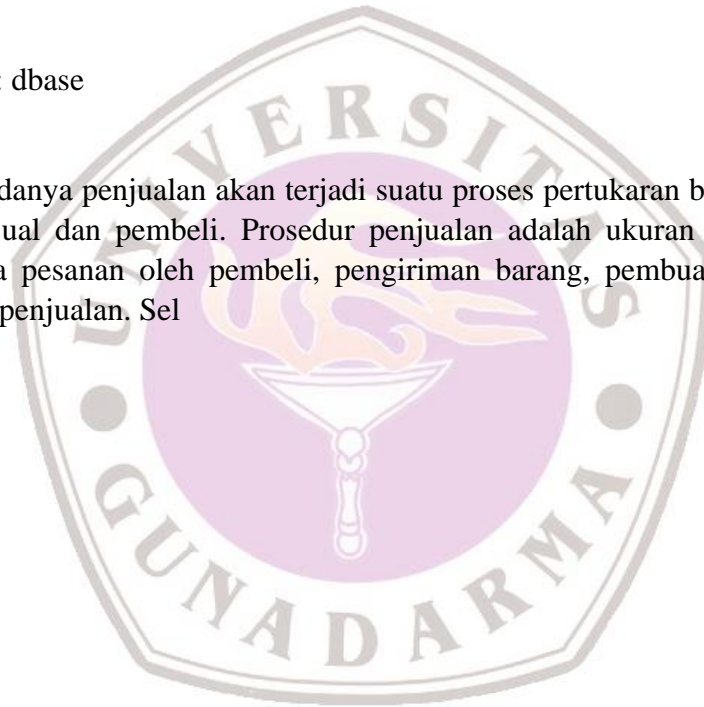 : dbase
danya penjualan akan terjadi suatu proses pertukaran b
ual dan pembeli. Prosedur penjualan adalah ukuran
a pesanan oleh pembeli, pengiriman barang, pembua
penjualan. Sel
UNIVERSITAS
GUNADARMA